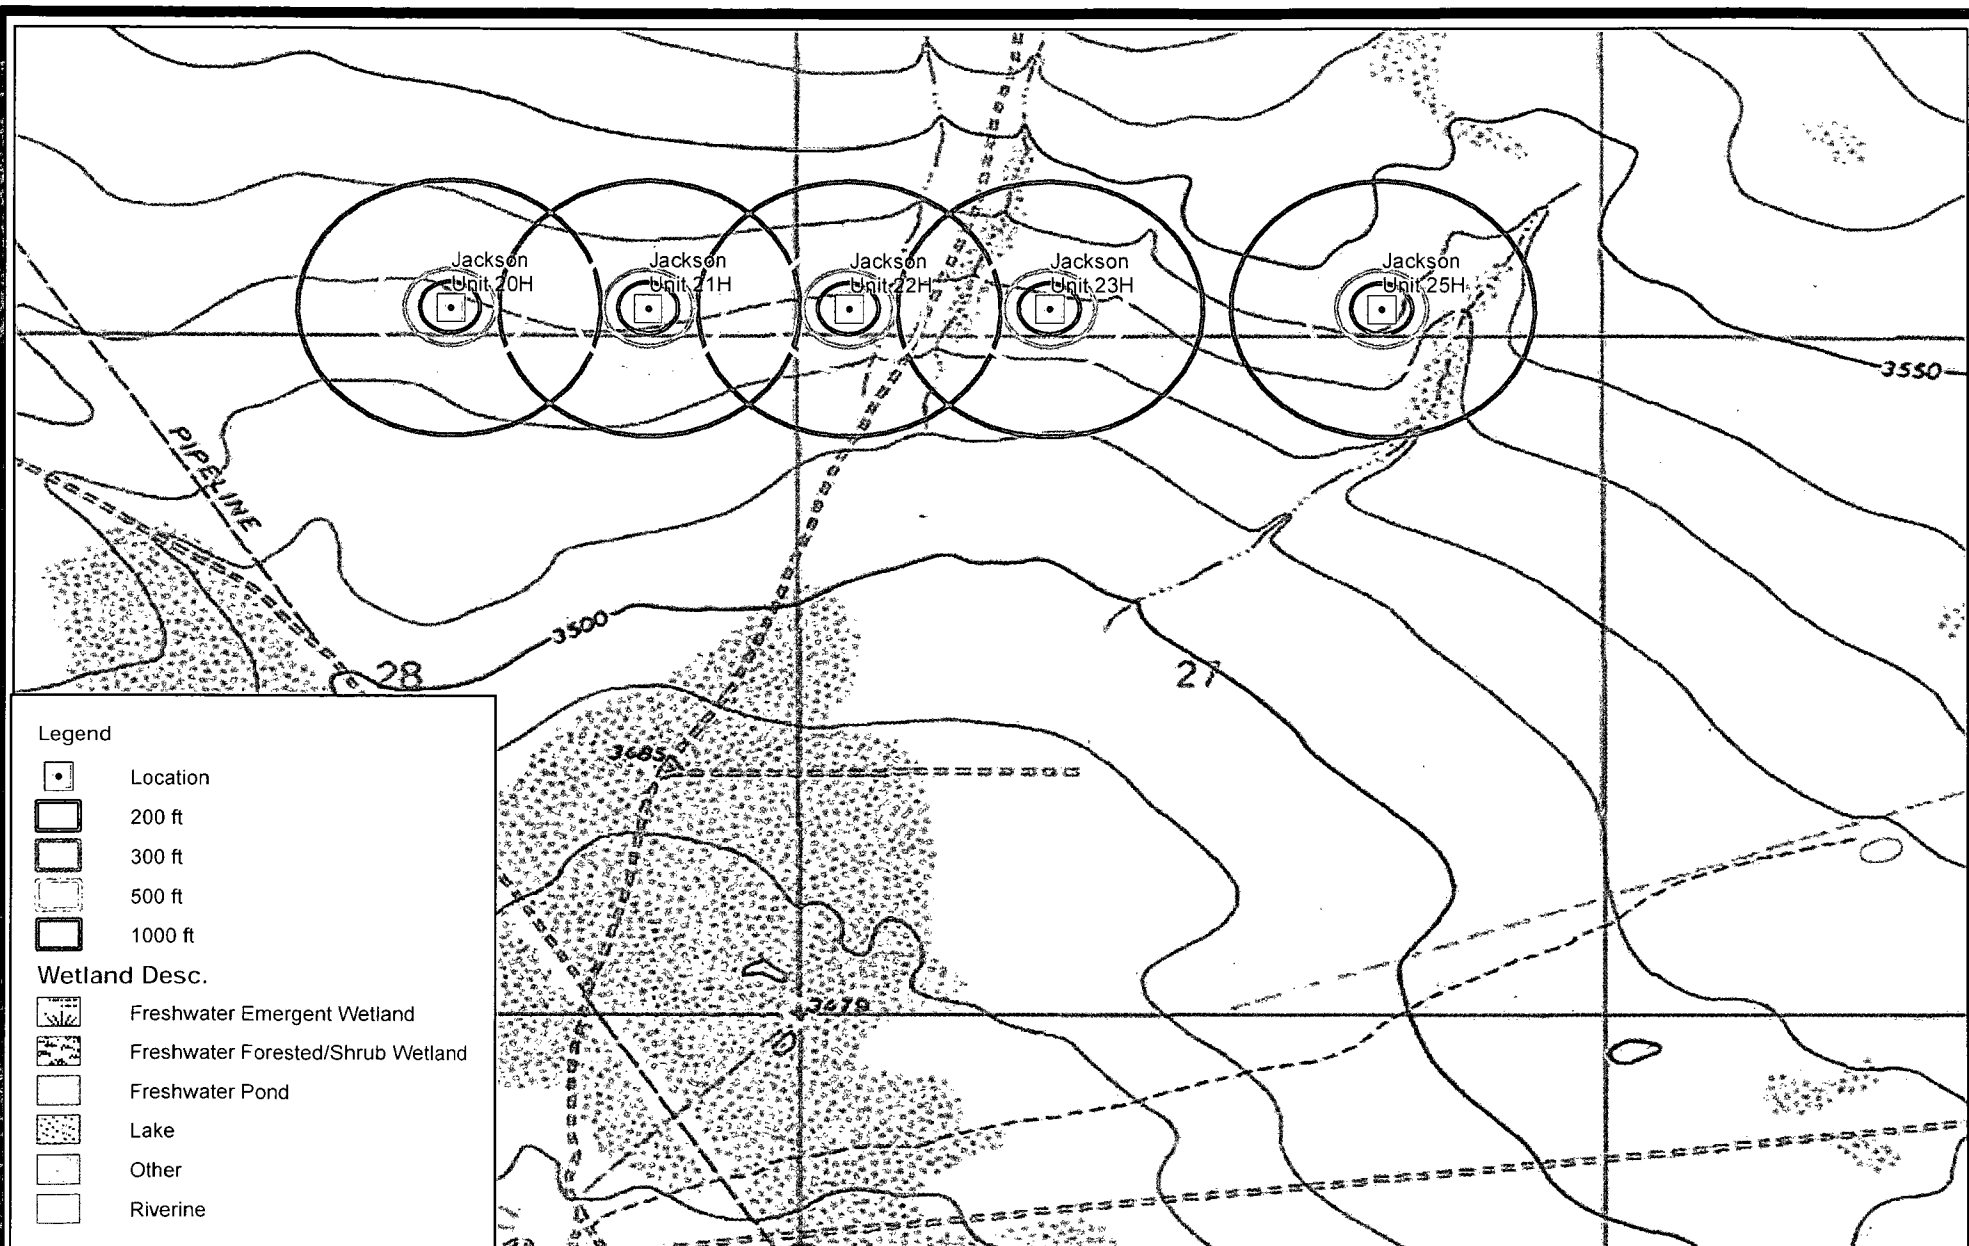 Jackson
Unit 20H
Jackson
Unit 21H
Jackson
Unit 22H
Jackson
Unit 23H
Jackson
Unit 25H
3550
PIPELINE
3500
28
27
3485
3479
Legend
Location
200 ft
300 ft
500 ft
1000 ft
Wetland Desc.
Freshwater Emergent Wetland
Freshwater Forested/Shrub Wetland
Freshwater Pond
Lake
Other
Riverine